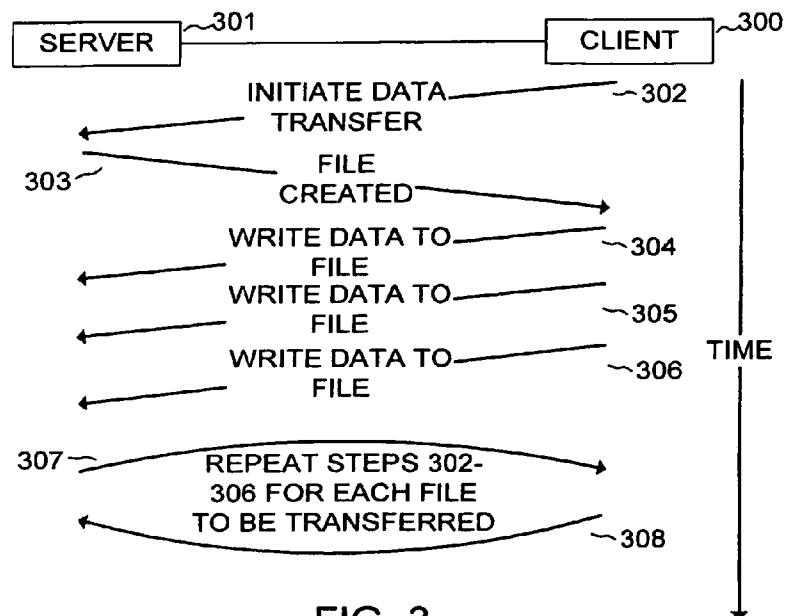 SERVER
301
CLIENT
300
INITIATE DATA
TRANSFER
302
303
FILE
CREATED
WRITE DATA TO
FILE
304
WRITE DATA TO
FILE
305
WRITE DATA TO
FILE
306
TIME
307
REPEAT STEPS 302-
306 FOR EACH FILE
TO BE TRANSFERRED
308
FIG. 3